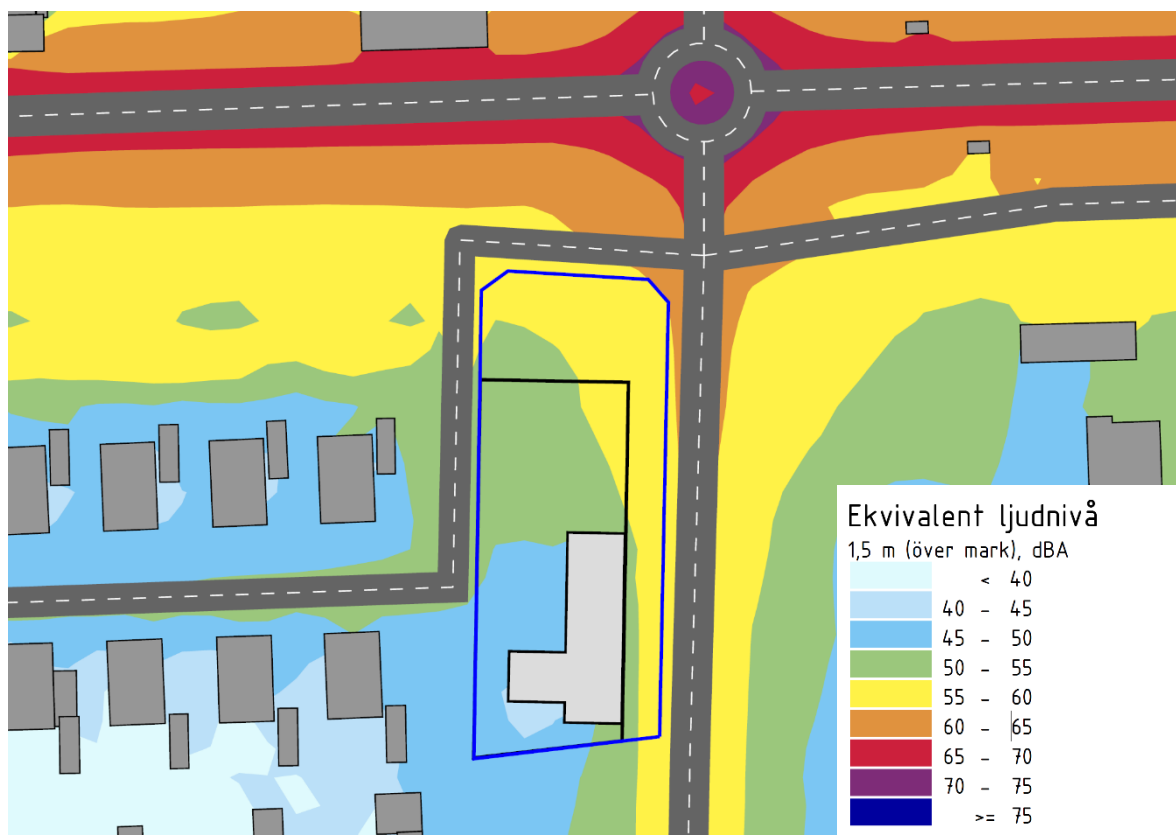 Ekvivalent ljudnivå
1,5 m (över mark), dBA
< 40
40 - 45
45 - 50
50 - 55
55 - 60
60 - 65
65 - 70
70 - 75
>= 75